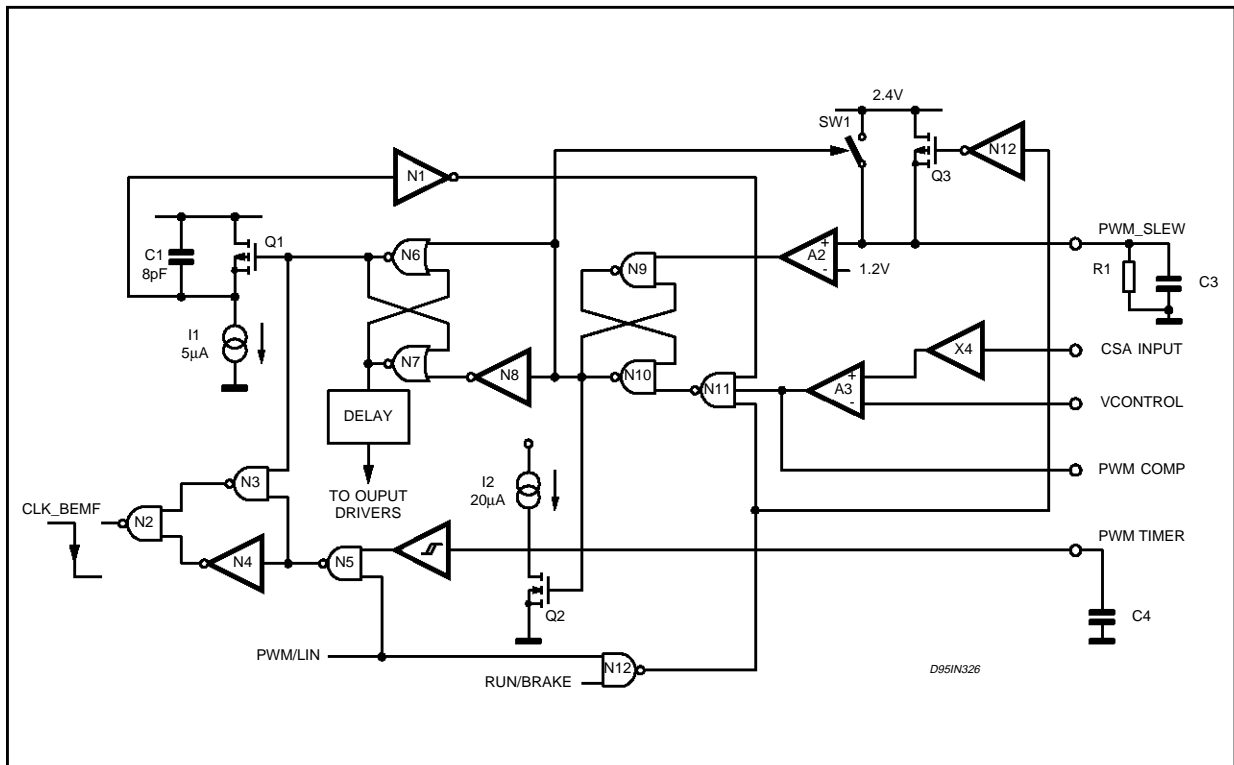 2.4V
SW1
N12
Q3
N1
Q1
C1
8pF
N6
A2
+
-
1.2V
PWM_SLEW
R1
C3
N9
I1
5µA
N7
N8
N10
N11
A3
+
-
X4
CSA INPUT
VCONTROL
DELAY
PWM COMP
TO OUPUT
DRIVERS
I2
20µA
N3
CLK_BEMF
N2
N4
N5
PWM TIMER
Q2
C4
PWM/LIN
RUN/BRAKE
N12
D95IN326